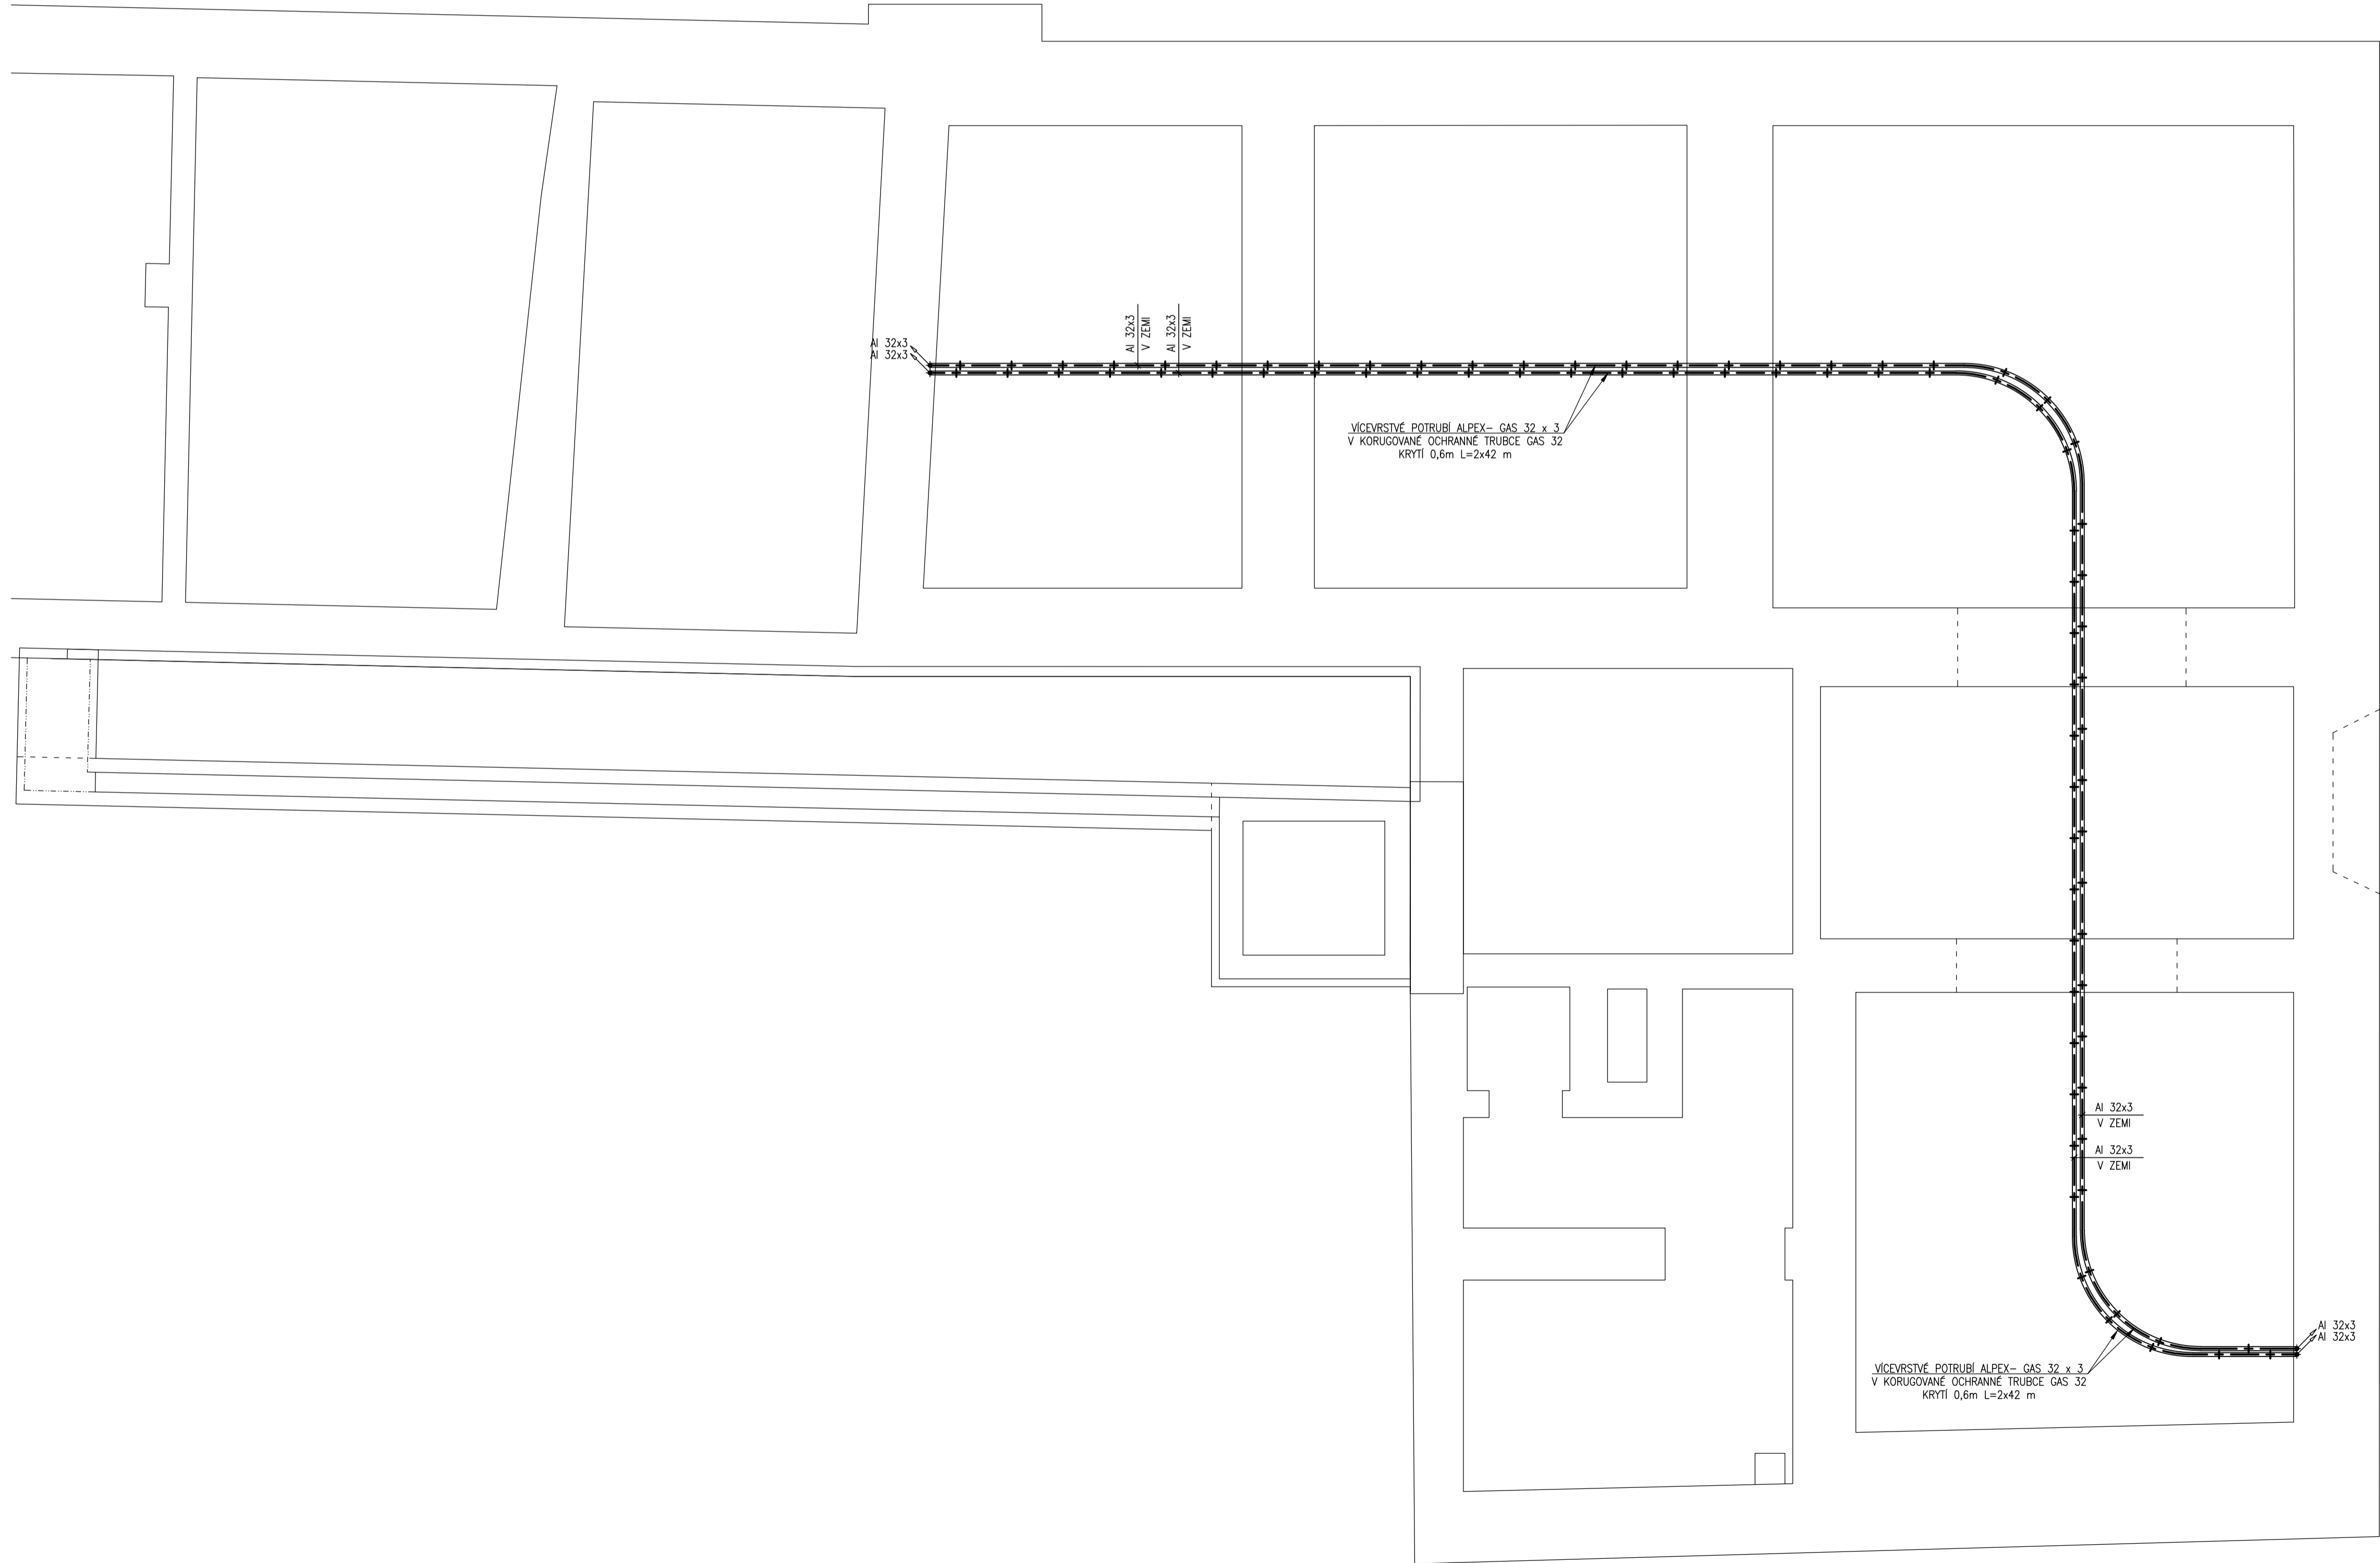 Al 32x3
V ZEMI
Al 32x3
V ZEMI
Al 32x3
Al 32x3
VÍCEVRSTVÉ POTRUBÍ ALPEX– GAS 32 x 3
V KORUGOVANÉ OCHRANNÉ TRUBCE GAS 32
KRYTÍ 0,6m L=2x42 m
Al 32x3
V ZEMI
Al 32x3
V ZEMI
Al 32x3
Al 32x3
VÍCEVRSTVÉ POTRUBÍ ALPEX– GAS 32 x 3
V KORUGOVANÉ OCHRANNÉ TRUBCE GAS 32
KRYTÍ 0,6m L=2x42 m